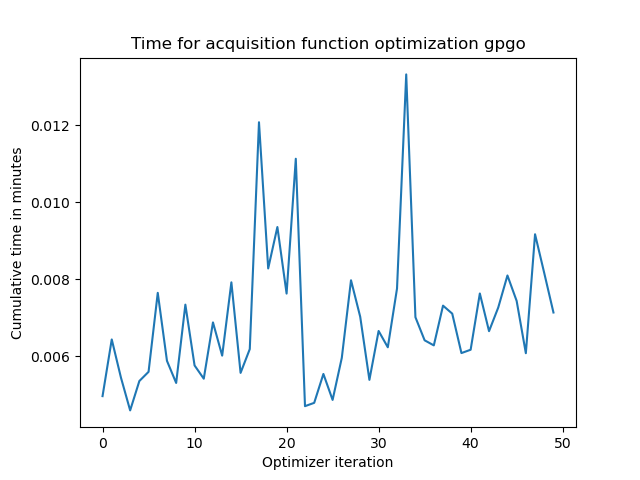 Time for acquisition function optimization gpgo
Cumulative time in minutes
0.012
0.010
0.008
0.006
0 10 20 30 40 50
Optimizer iteration